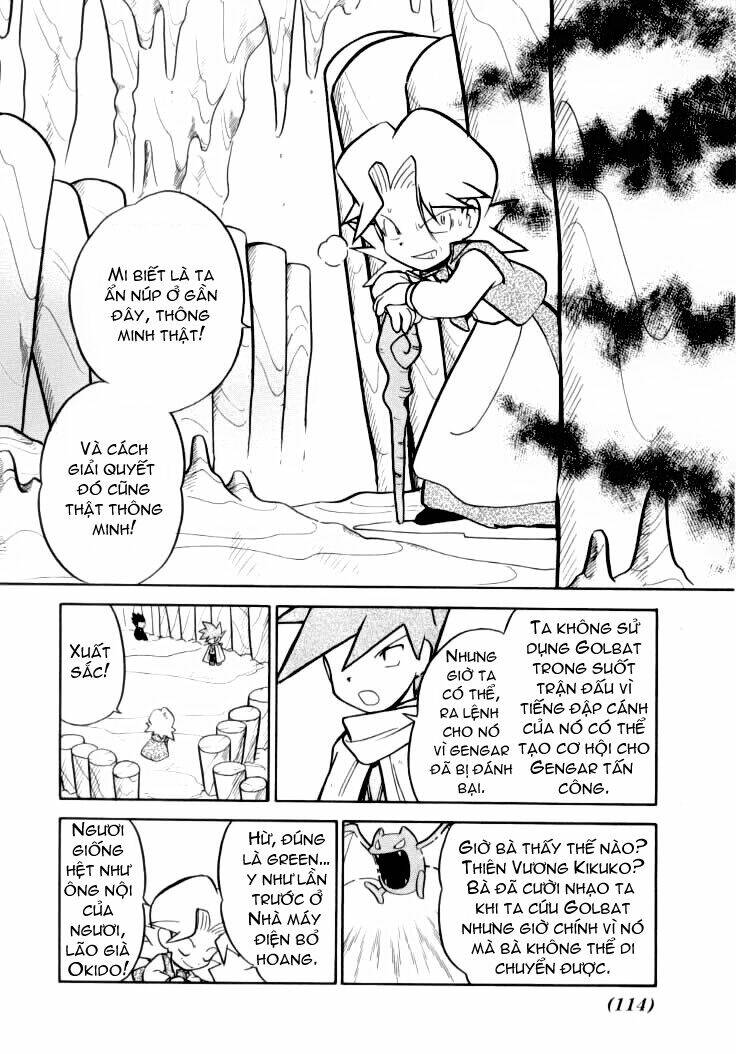 MI BIẾT LÀ TA
ẨN NÚP Ở GẦN
ĐÂY, THÔNG
MINH THẬT!
VÀ CÁCH
GIẢI QUYẾT
ĐÓ CŨNG
THẬT THÔNG
MINH!
TA KHÔNG SỬ
DỤNG GOLBAT
TRONG SUỐT
TRẬN ĐẤU VÌ
TIẾNG ĐẬP CÁNH
CỦA NÓ CÓ THỂ
TẠO CƠ HỘI CHO
GENGAR TẤN
CÔNG.
NHƯNG
GIỜ TA
CÓ THỂ,
RA LỆNH
CHO NÓ
VÌ GENGAR
ĐÃ BỊ ĐÁNH
BẠI.
XUẤT
SẮC!
GIỜ BÀ THẤY THẾ NÀO?
THIÊN VƯƠNG KIKUKO?
BÀ ĐÃ CƯỜI NHẠO TA
KHI TA CỨU GOLBAT
NHƯNG GIỜ CHÍNH VÌ NÓ
MÀ BÀ KHÔNG THỂ DI
CHUYỂN ĐƯỢC.
HỪ, ĐÚNG
LÀ GREEN...
Y NHƯ LẦN
TRƯỚC Ở
NHÀ MÁY
ĐIỆN BỎ
HOANG.
NGƯƠI
GIỐNG
HỆT NHƯ
ÔNG NỘI
CỦA
NGƯƠI,
LÃO GIÀ
OKIDO!
(114)